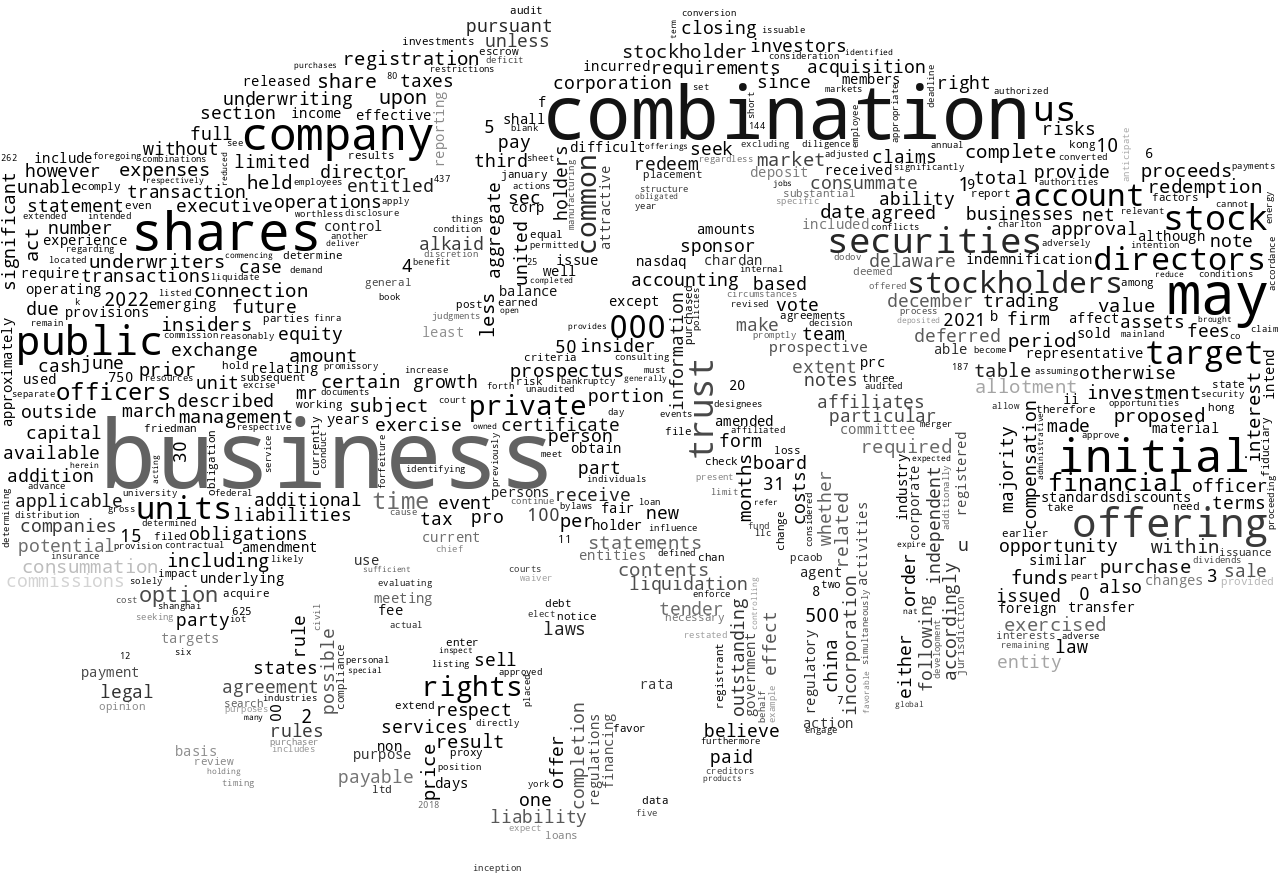 audit
conversion
pursuant
term
closing
issuable
investments
unless
stockholder
investors
registration
escrow
deficit
consideration
identified
purchases
restrictions
incurred
requirements
acquisition
released
share
80
taxes
corporation
set
since
members
right
underwriting
upon
f
combination
markets
deadline
authorized
us
section
income
effective
shall
short
employee
appropriate
full
see
company
reporting
5
blank
144
risks
without
pay
difficult
offerings
seek
excluding
diligence
annual
kong
10
anticipate
262
include
foregoing
combinations
reduced
results
third
sheet
common
redeem
regardless
market
adjusted
claims
complete
converted
6
however
expenses
limited
director
january
holders
manufacturing
placement
deposit
received
significantly
total
provide
proceeds
payments
unable
comply
respectively
held
employees
entitled
437
actions
structure
jobs
consummate
19
authorities
redemption
significant
transaction
executive
operations
apply
sec
attractive
obligated
substantial
specific
ability
report
account
factors
cannot
energy
statement
even
worthless
disclosure
corp
year
date
agreed
businesses
net
relevant
stock
act
extended
intended
shares
control
things
aggregate
equal
amounts
included
conflicts
charlton
approval
number
another
condition
united
permitted
sponsor
securities
adversely
although
note
experience
regarding
deliver
alkaid
issue
nasdaq
chardan
dodov
delaware
indemnification
intention
located
commencing
determine
discretion
25
well
accounting
internal
based
deemed
directors
accordance
underwriters
case
demand
4
benefit
completed
require
transactions
liquidate
general
balance
circumstances
offered
stockholders
among
reduce
conditions
operating
2022
listed
connection
book
post
earned
except
purchased
policies
revised
vote
december
trading
value
may
due
k
provisions
emerging
future
judgments
open
information
agreements
process
deposited
2021
b
firm
affect
assets
brought
remain
insiders
parties
finra
less
provides
000
make
decision
deferred
period
sold
mainland
fees
co
claim
public
commission
reasonably
equity
least
50
insider
promptly
team
able
become
representative
target
approximately
cash
june
exchange
amount
criteria
consulting
prospective
extent
prc
187
table
assuming
otherwise
used
750
prior
hold
relating
promissory
increase
prospectus
must
generally
trust
notes
three
audited
allotment
investment
state
security
separate
officers
unit
excise
subsequent
certain
growth
forth
risk
bankruptcy
unaudited
portion
20
designees
affiliates
allow
ii
opportunities
intend
interest
outside
march
described
mr
documents
working
subject
court
private
day
events
amended
affiliated
particular
therefore
proposed
hong
capital
friedman
management
respective
years
exercise
owned
certificate
file
form
committee
merger
made
compensation
material
available
business
person
meet
obtain
required
majority
approve
administrative
initial
fiduciary
addition
herein
acting
30
obligation
service
currently
conduct
forfeiture
identifying
previously
part
individuals
check
loss
board
expected
registered
financial
officer
advance
university
federal
persons
present
months
31
industry
corporate
standards
discounts
applicable
gross
units
additional
time
event
continue
receive
loan
limit
costs
considered
whether
related
independent
additionally
take
need
terms
distribution
determining
liabilities
cause
tax
pro
100
bylaws
fair
new
refer
change
offering
proceeding
companies
15
determined
filed
obligations
current
per
holder
influence
fund
llc
u
earlier
potential
provision
contractual
amendment
chief
11
statements
pcaob
expire
opportunity
within
issuance
insurance
including
likely
use
entities
defined
chan
agent
activities
similar
dividends
consummation
impact
underlying
sufficient
courts
contents
two
order
accordingly
funds
peart
purchase
commissions
solely
acquire
evaluating
waiver
liquidation
controlling
8
incorporation
simultaneously
following
jurisdiction
issued
0
also
changes
3
sale
provided
cost
option
shanghai
meeting
debt
enforce
tender
500
nat
foreign
transfer
seeking
party
625
iot
civil
rule
fee
elect
notice
necessary
outstanding
effect
exercised
targets
actual
laws
restated
government
regulatory
china
either
development
interests
adverse
12
six
possible
enter
remaining
law
states
personal
inspect
sell
registrant
entity
payment
special
listing
approved
legal
agreement
compliance
rights
placed
rata
behalf
example
7
favorable
global
opinion
search
industries
purposes
extend
respect
many
00
2
services
directly
favor
action
engage
rules
completion
regulations
financing
believe
basis
purchaser
includes
non
result
offer
furthermore
review
purpose
price
proxy
paid
holding
payable
position
creditors
timing
ltd
days
york
products
2018
one
data
liability
five
expect
loans
inception